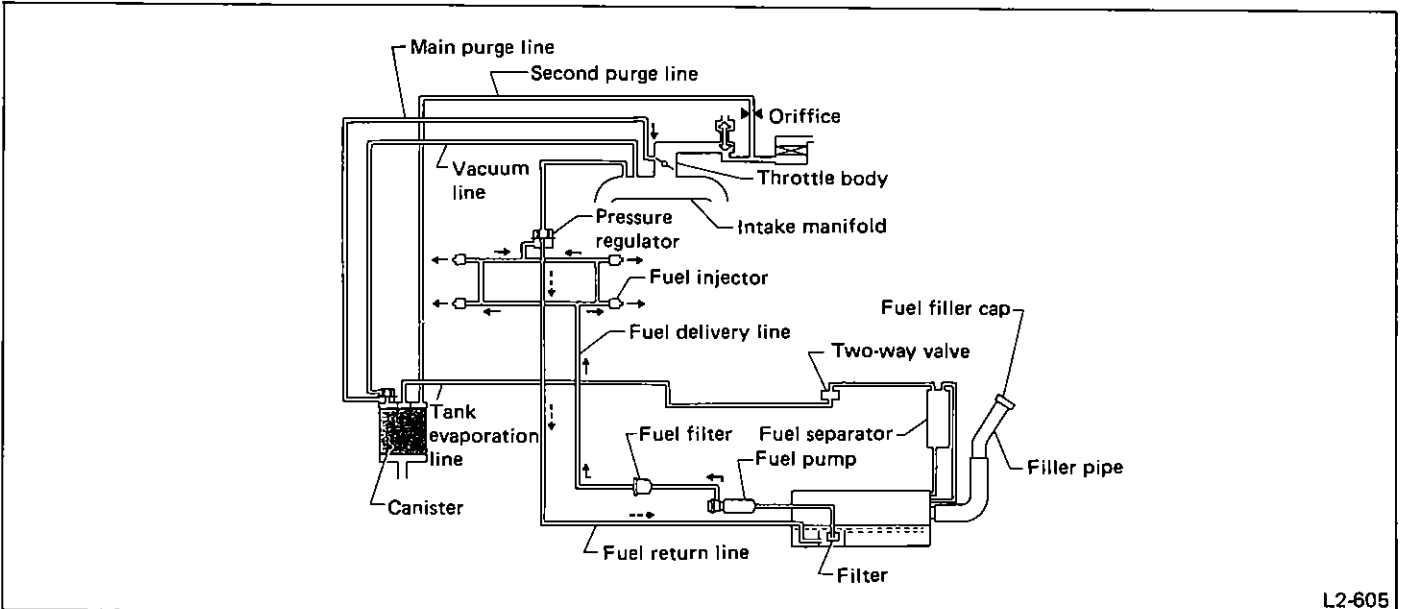 Main purge line
Second purge line
Oriffice
Vacuum
line
Throttle body
Pressure
regulator
Intake manifold
Fuel injector
Fuel filler cap
Fuel delivery line
Two-way valve
Tank
evaporation
line
Fuel filter
Fuel separator
Fuel pump
Filler pipe
Canister
Fuel return line
Filter
L2-605